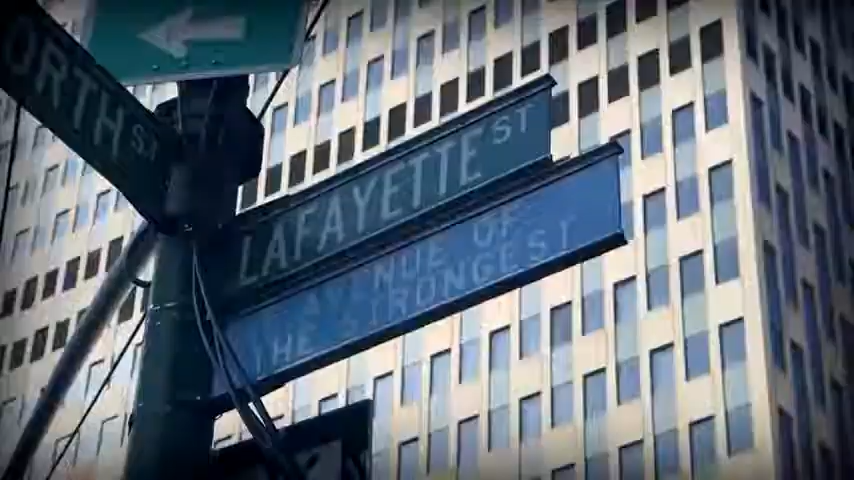 ORTH ST
LAFAYETTE ST
AVENUE OF
THE STRONGEST